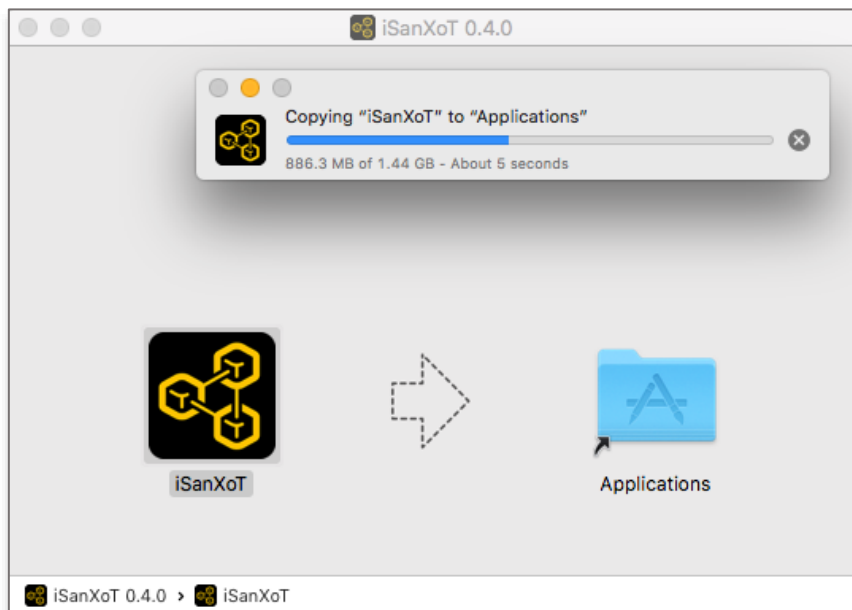 iSanXoT 0.4.0
Copying “iSanXoT” to “Applications”
886.3 MB of 1.44 GB - About 5 seconds
iSanXoT
Applications
iSanXoT 0.4.0 › iSanXoT